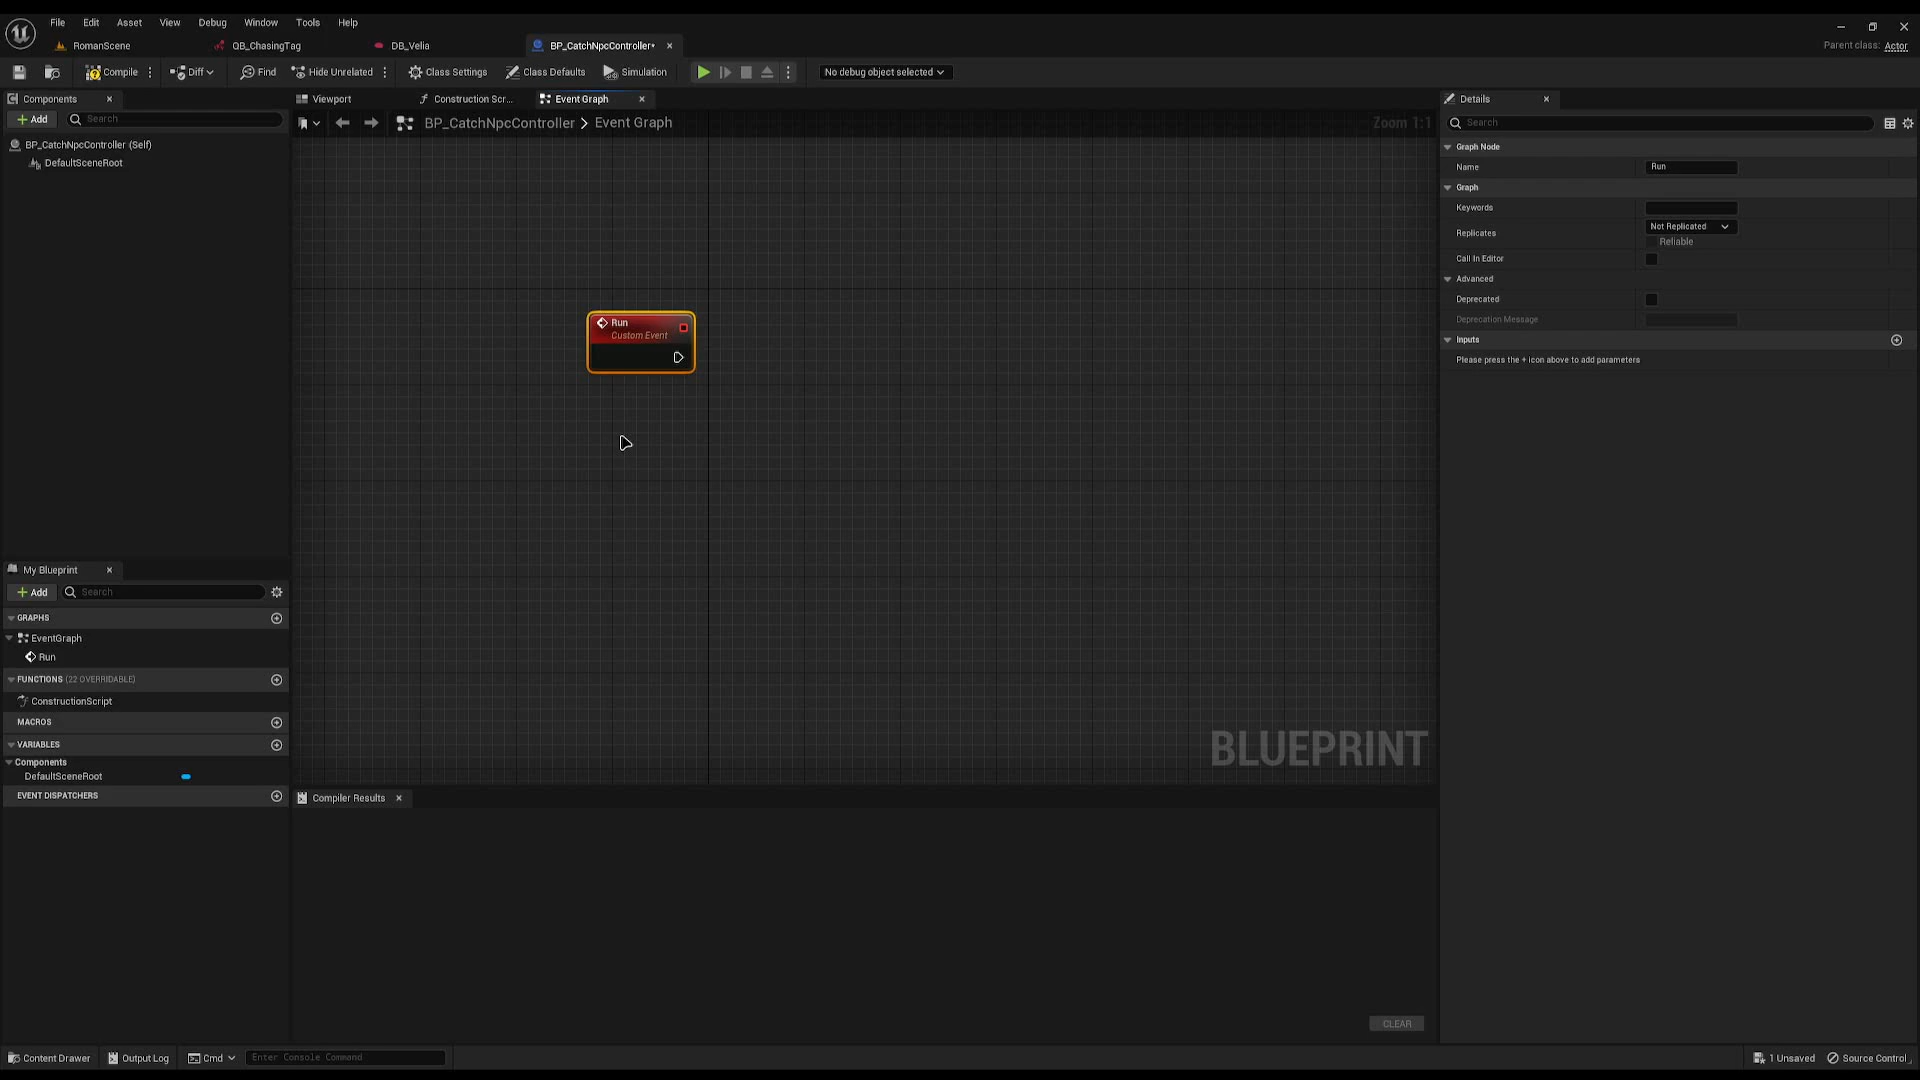 File Edit Asset View Debug Window Tools Help
RomanScene QB_ChasingTag DB_Velia BP_CatchNpcController*
Parent class: Actor
Compile Diff Find Hide Unrelated Class Settings Class Defaults Simulation No debug object selected
Components
Add Search
BP_CatchNpcController (Self)
DefaultSceneRoot
Viewport Construction Scr... Event Graph
BP_CatchNpcController > Event Graph
Zoom 1:1
Run
Custom Event
BLUEPRINT
Details
Search
Graph Node
Name Run
Graph
Keywords
Replicates Not Replicated
Reliable
Call In Editor
Advanced
Deprecated
Deprecation Message
Inputs
Please press the + icon above to add parameters
My Blueprint
Add Search
GRAPHS
EventGraph
Run
FUNCTIONS (22 OVERRIDABLE)
ConstructionScript
MACROS
VARIABLES
Components
DefaultSceneRoot
EVENT DISPATCHERS
Compiler Results
CLEAR
Content Drawer Output Log Cmd Enter Console Command
1 Unsaved Source Control